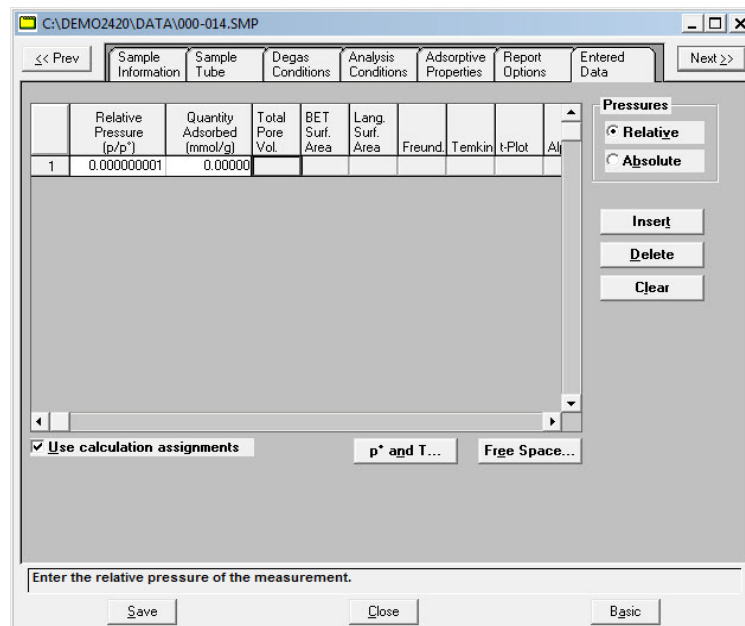 C:\DEMO2420\DATA\000-014.SMP
<< Prev
Sample Information
Sample Tube
Degas Conditions
Analysis Conditions
Adsorptive Properties
Report Options
Entered Data
Next >>
Relative Pressure (p/p°)
Quantity Adsorbed (mmol/g)
Total Pore Vol.
BET Surf. Area
Lang. Surf. Area
Freund.
Temkin
t-Plot
Al
1 0.000000001 0.00000
Pressures
Relative
Absolute
Insert
Delete
Clear
Use calculation assignments
p° and T...
Free Space...
Enter the relative pressure of the measurement.
Save
Close
Basic